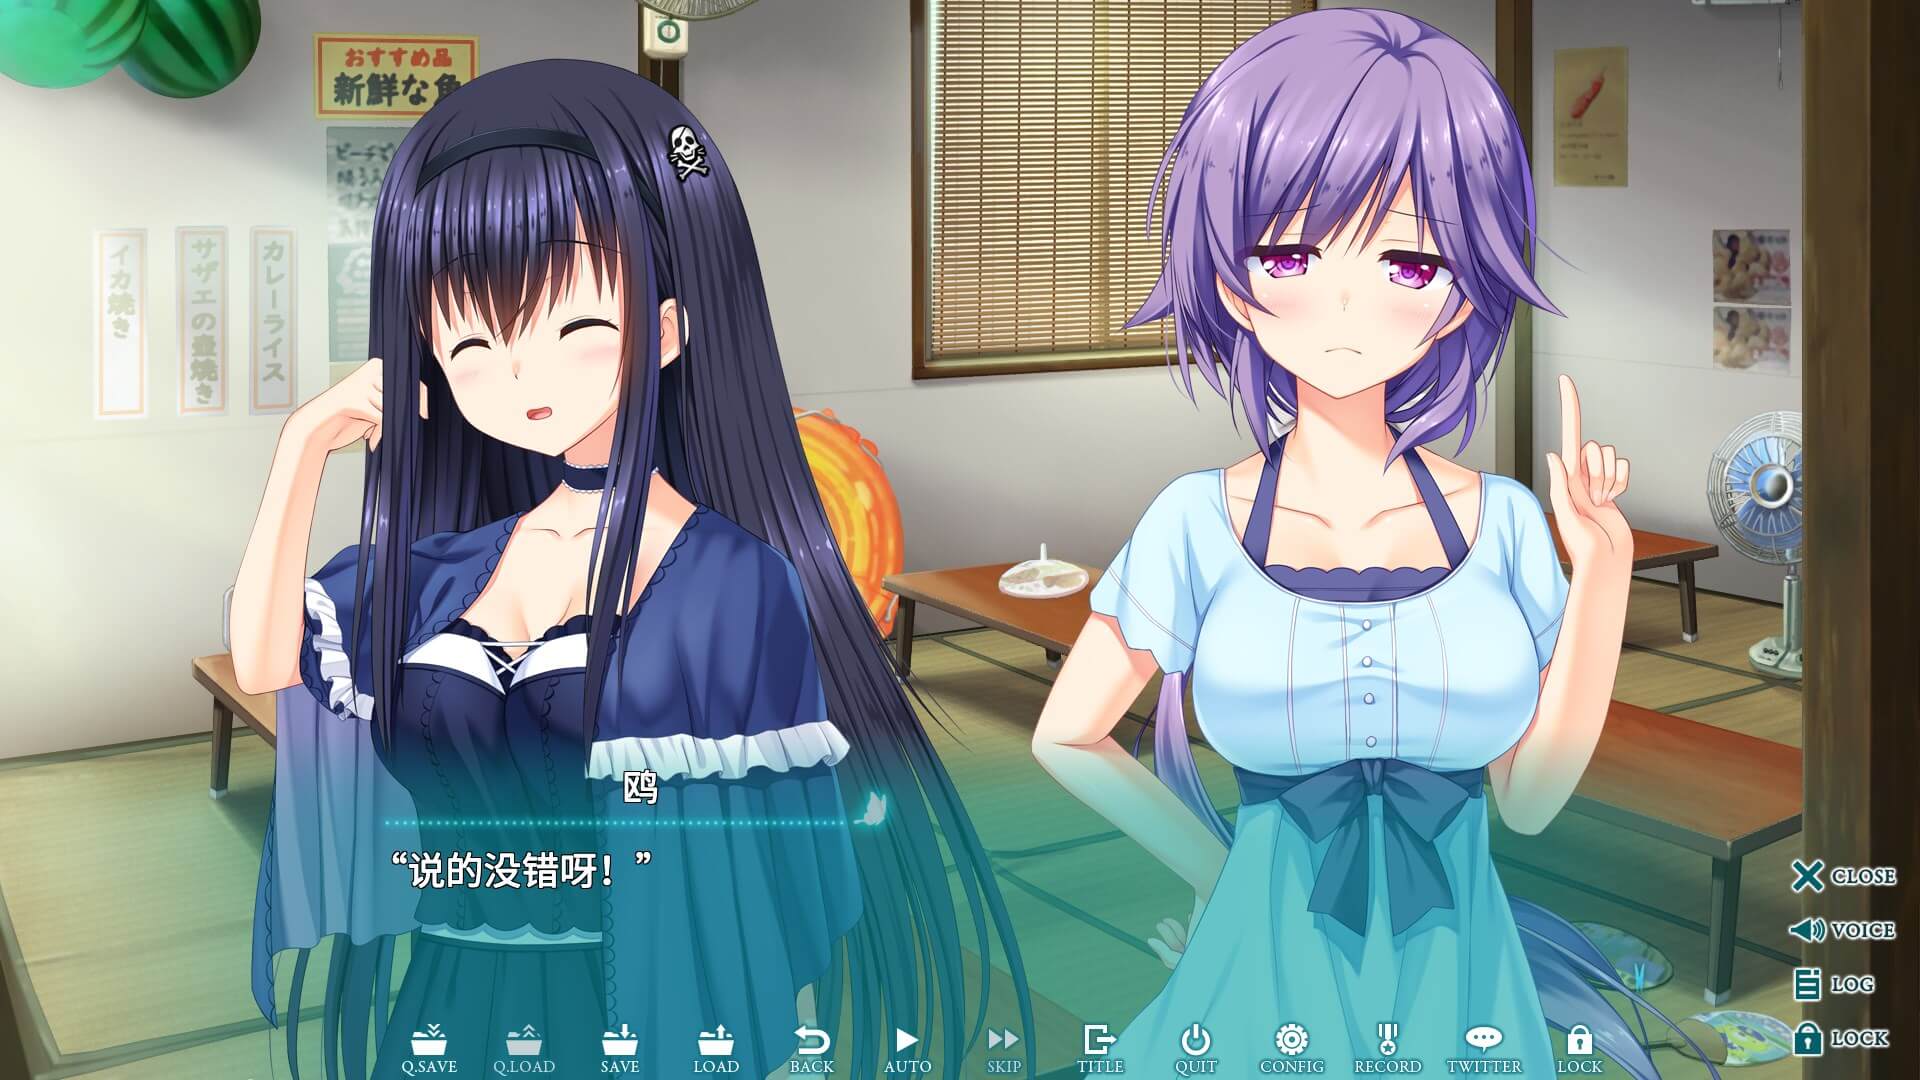 おすすめ品
新鮮な魚
イカ焼き
サザエの壺焼き
カレーライス
鸥
“说的没错呀！”
CLOSE
VOICE
LOG
LOCK
Q.SAVE
Q.LOAD
SAVE
LOAD
BACK
AUTO
SKIP
TITLE
QUIT
CONFIG
RECORD
TWITTER
LOCK